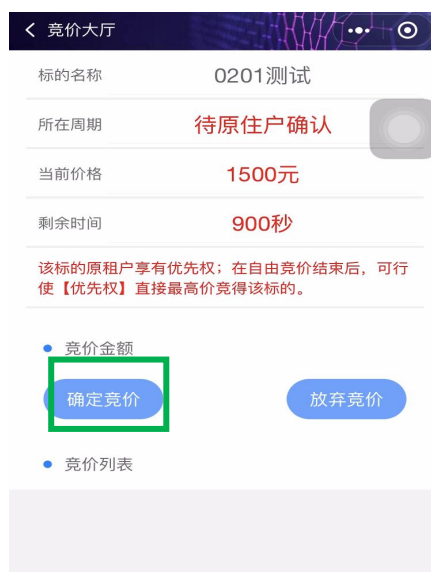 竞价大厅
标的名称 0201测试
所在周期 待原住户确认
当前价格 1500元
剩余时间 900秒
该标的原租户享有优先权；在自由竞价结束后，可行
使【优先权】直接最高价竞得该标的。
竞价金额
确定竞价 放弃竞价
竞价列表